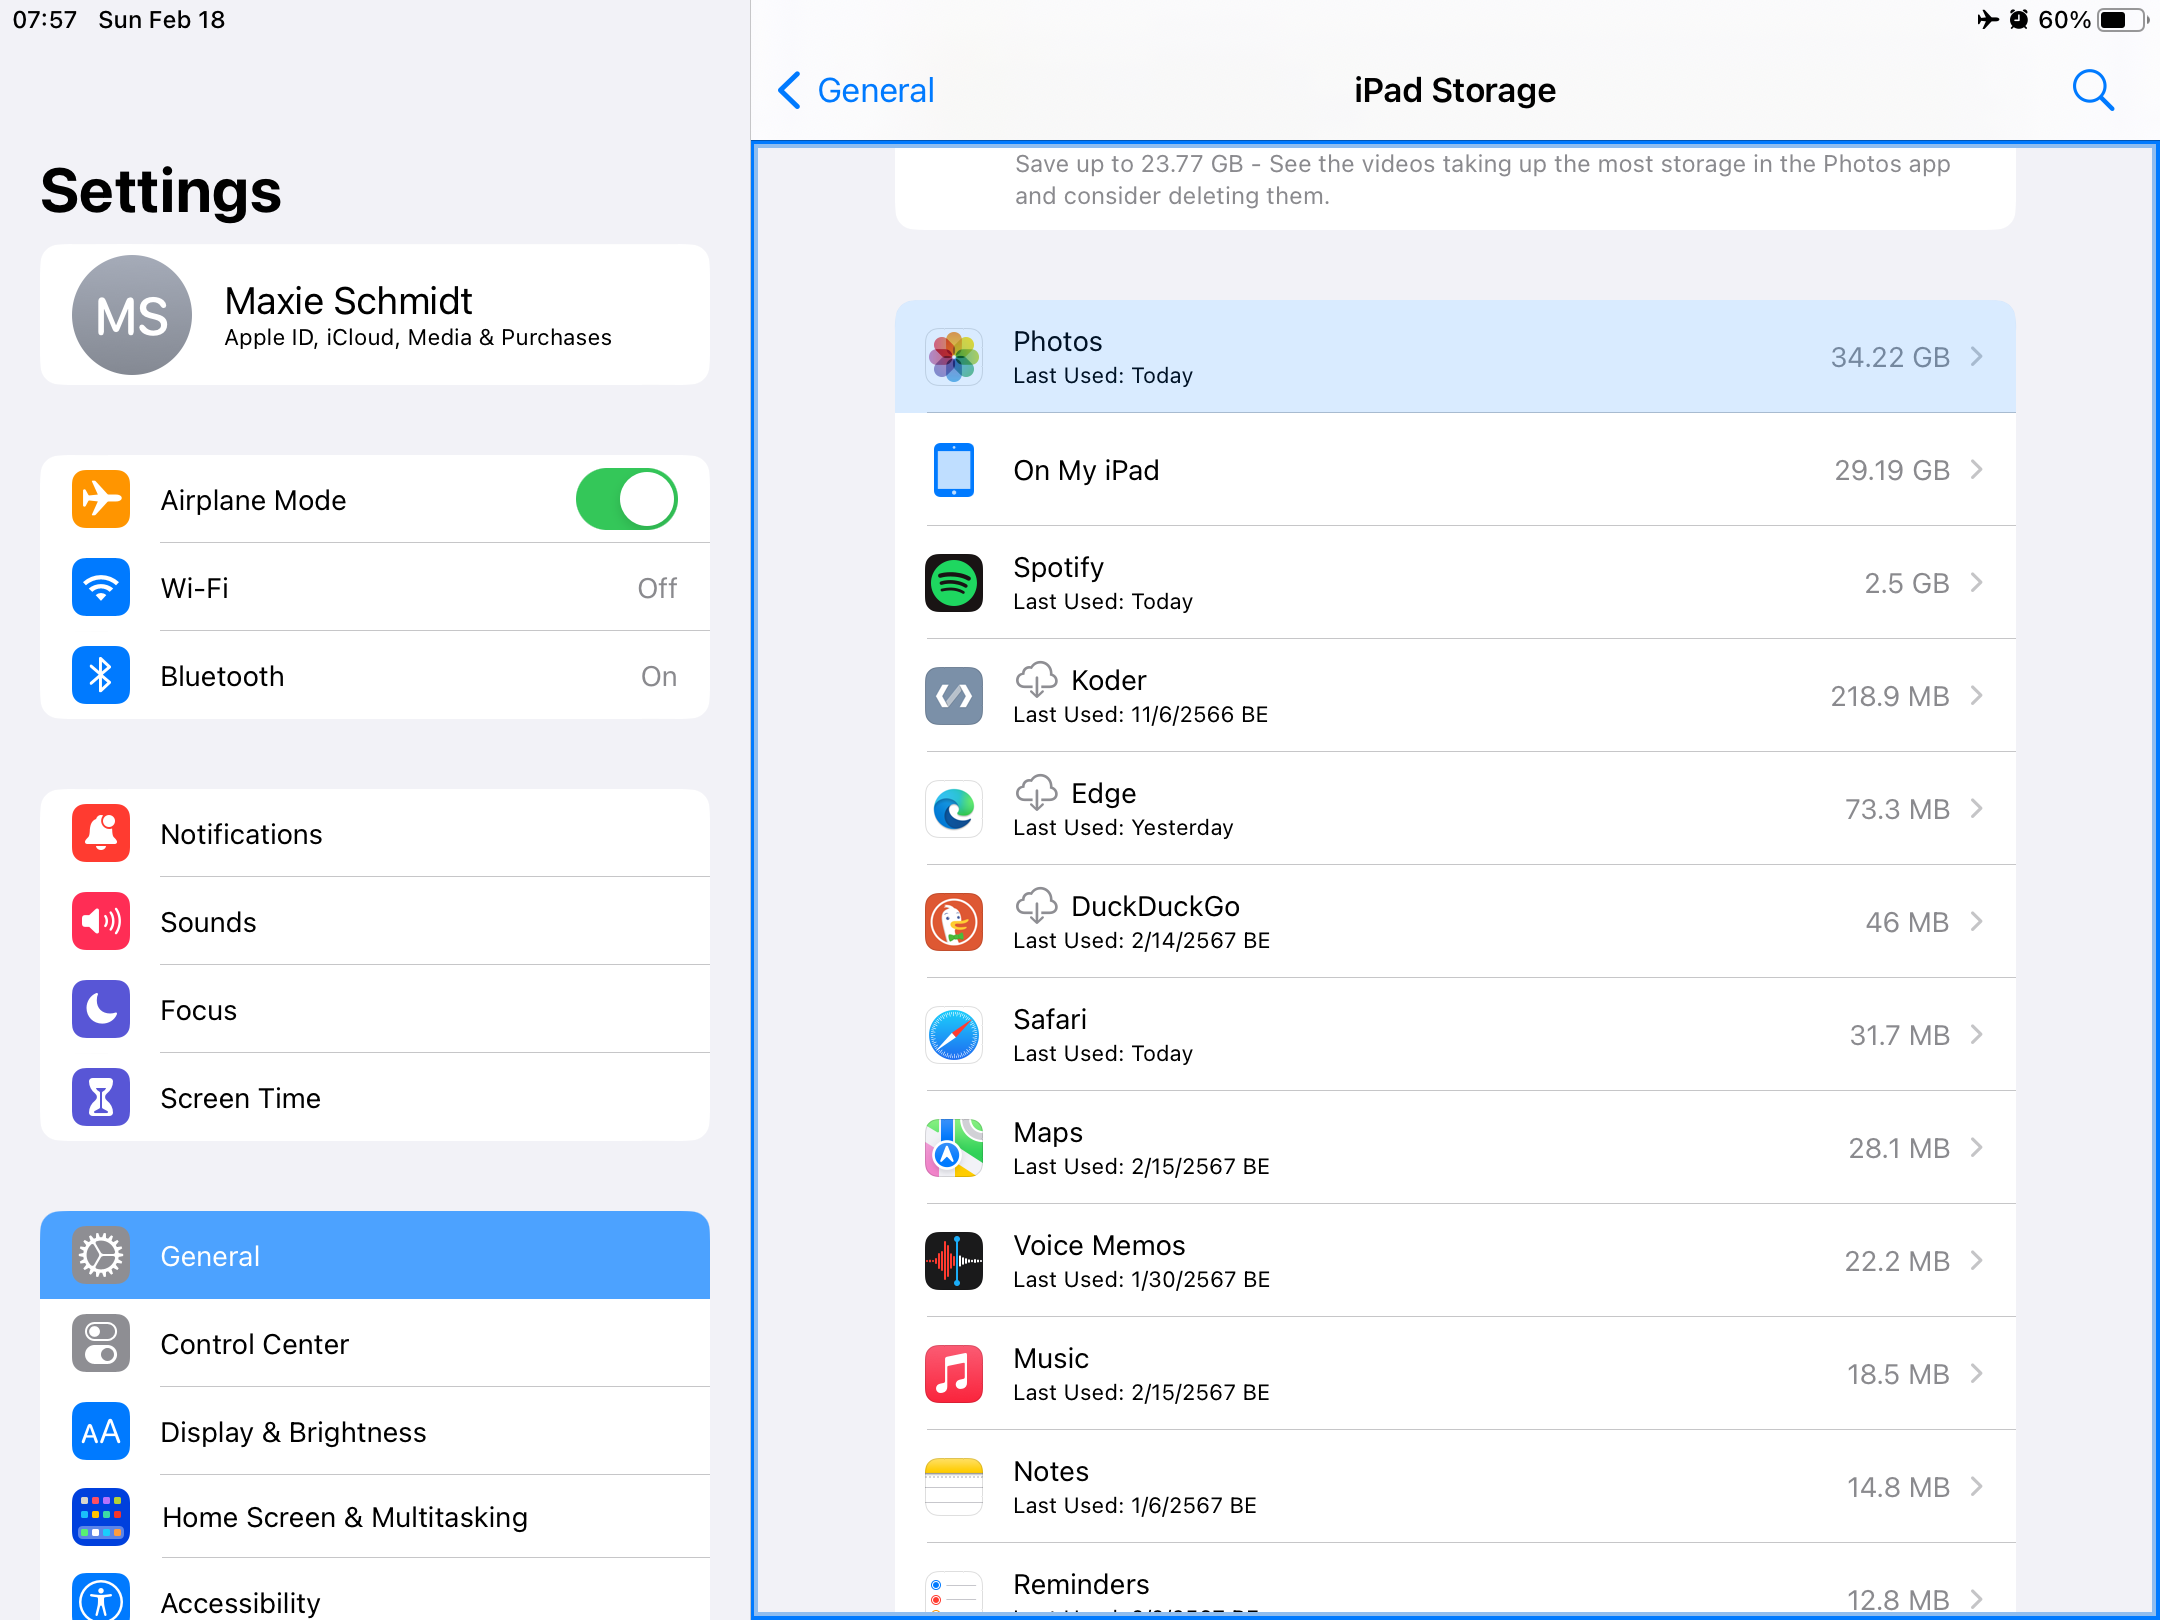 07:57 Sun Feb 18
60%
Settings
MS
Maxie Schmidt
Apple ID, iCloud, Media & Purchases
Airplane Mode
Wi-Fi Off
Bluetooth On
Notifications
Sounds
Focus
Screen Time
General
Control Center
AA Display & Brightness
Home Screen & Multitasking
Accessibility
General
iPad Storage
Save up to 23.77 GB - See the videos taking up the most storage in the Photos app
and consider deleting them.
Photos
Last Used: Today
34.22 GB
On My iPad
29.19 GB
Spotify
Last Used: Today
2.5 GB
Koder
Last Used: 11/6/2566 BE
218.9 MB
Edge
Last Used: Yesterday
73.3 MB
DuckDuckGo
Last Used: 2/14/2567 BE
46 MB
Safari
Last Used: Today
31.7 MB
Maps
Last Used: 2/15/2567 BE
28.1 MB
Voice Memos
Last Used: 1/30/2567 BE
22.2 MB
Music
Last Used: 2/15/2567 BE
18.5 MB
Notes
Last Used: 1/6/2567 BE
14.8 MB
Reminders
12.8 MB